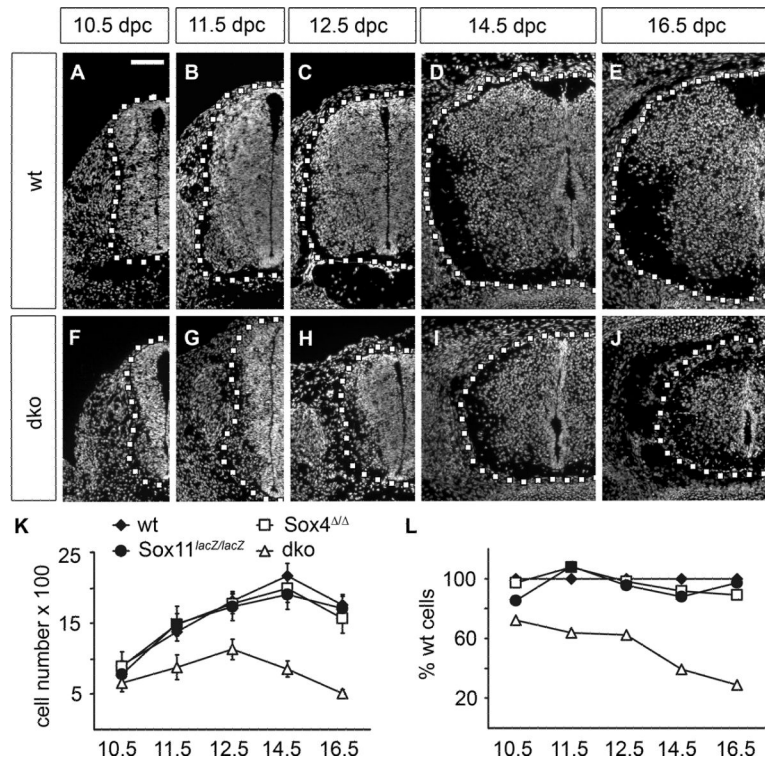 10.5 dpc 11.5 dpc 12.5 dpc 14.5 dpc 16.5 dpc
wt
A B C D E
dko
F G H I J
K
wt
Sox4Δ/Δ
Sox11lacZ/lacZ
dko
cell number x 100
25
15
5
10.5 11.5 12.5 14.5 16.5
L
% wt cells
100
60
20
10.5 11.5 12.5 14.5 16.5